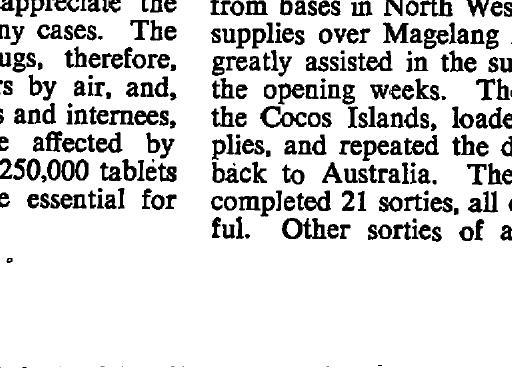 appreciate the
ny cases. The
ugs, therefore,
rs by air, and,
s and internees,
e affected by
250,000 tablets
e essential for
from bases in North Wes
supplies over Magelang
greatly assisted in the su
the opening weeks. Th
the Cocos Islands, loade
plies, and repeated the d
back to Australia. The
completed 21 sorties, all
ful. Other sorties of a